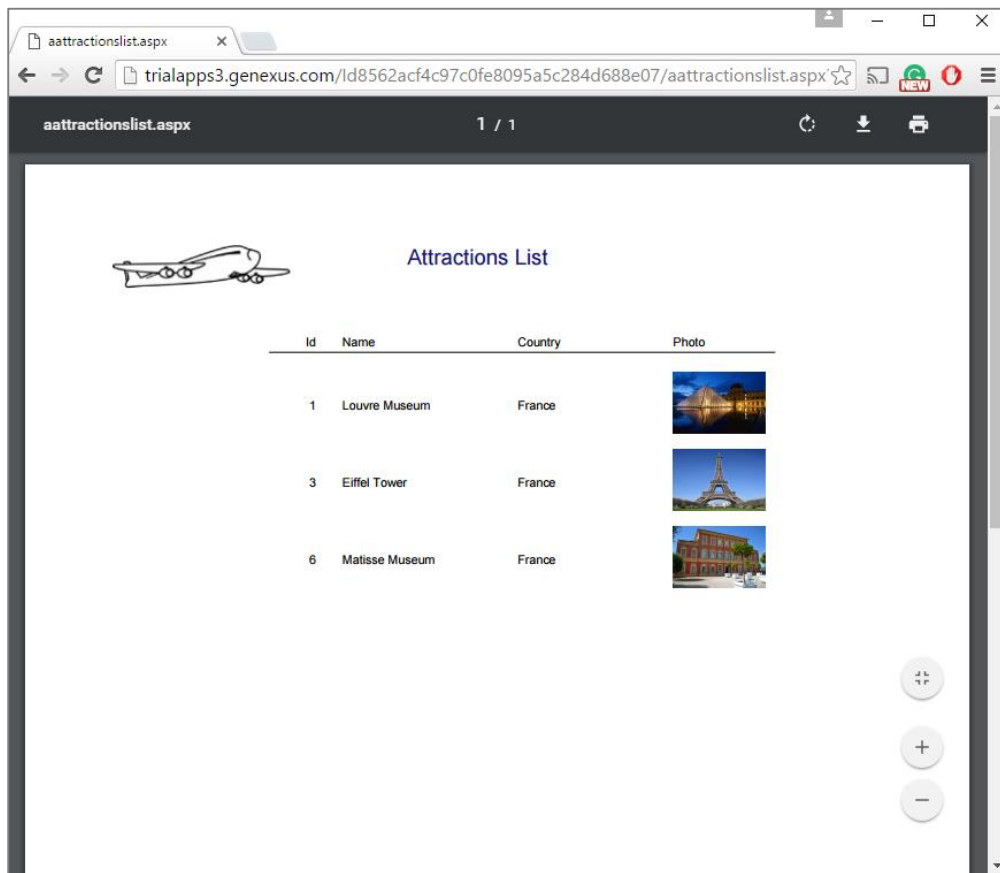 aattractionslist.aspx
trialapps3.genexus.com/Id8562acf4c97c0fe8095a5c284d688e07/aattractionslist.aspx
NEW
aattractionslist.aspx 1 / 1
Attractions List
Id Name Country Photo
1 Louvre Museum France
3 Eiffel Tower France
6 Matisse Museum France